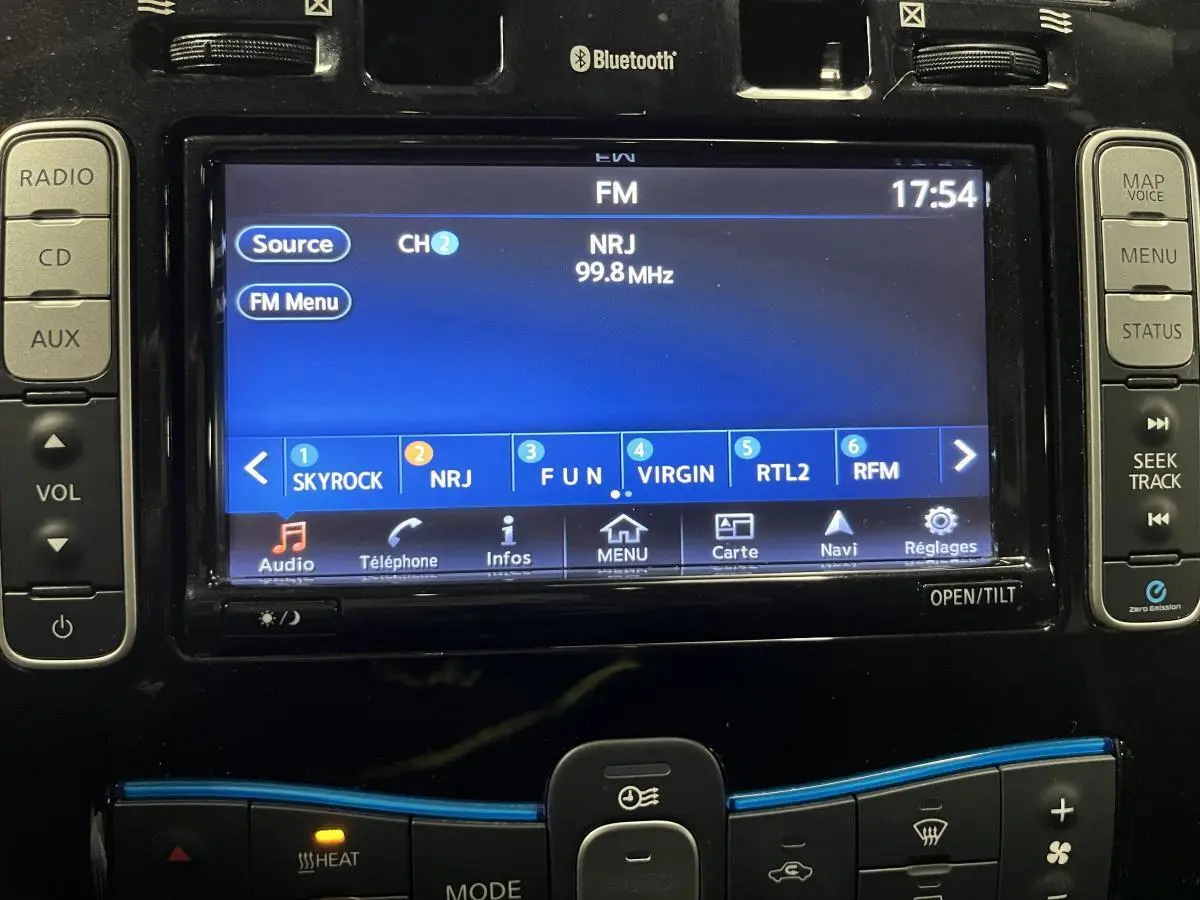 Bluetooth
RADIO
CD
AUX
VOL
FM
17:54
Source
CH 2
NRJ
99.8 MHz
FM Menu
1 SKYROCK
2 NRJ
3 FUN
4 VIRGIN
5 RTL2
6 RFM
Audio
Téléphone
Infos
MENU
Carte
Navi
Réglages
OPEN/TILT
MAP
VOICE
MENU
STATUS
SEEK
TRACK
Zero Emission
HEAT
MODE